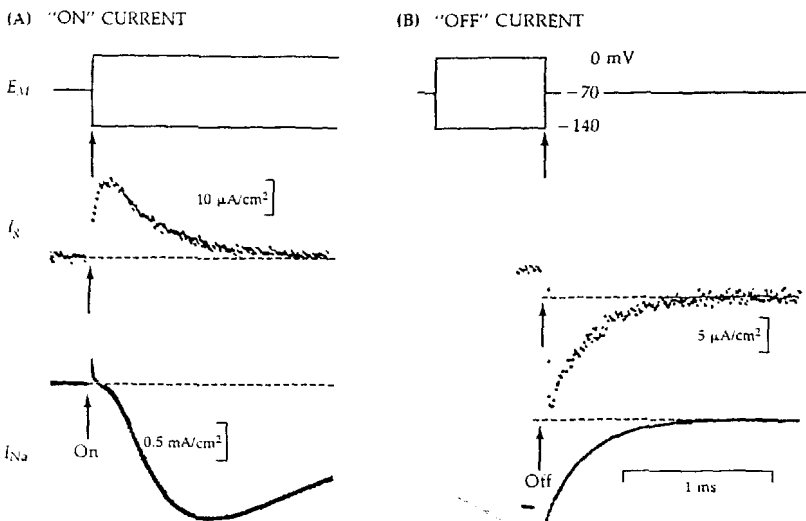 (A) "ON" CURRENT
E_M
10 μA/cm²
I_g
On
0.5 mA/cm²
I_Na
(B) "OFF" CURRENT
0 mV
−70
−140
5 μA/cm²
Off
1 ms